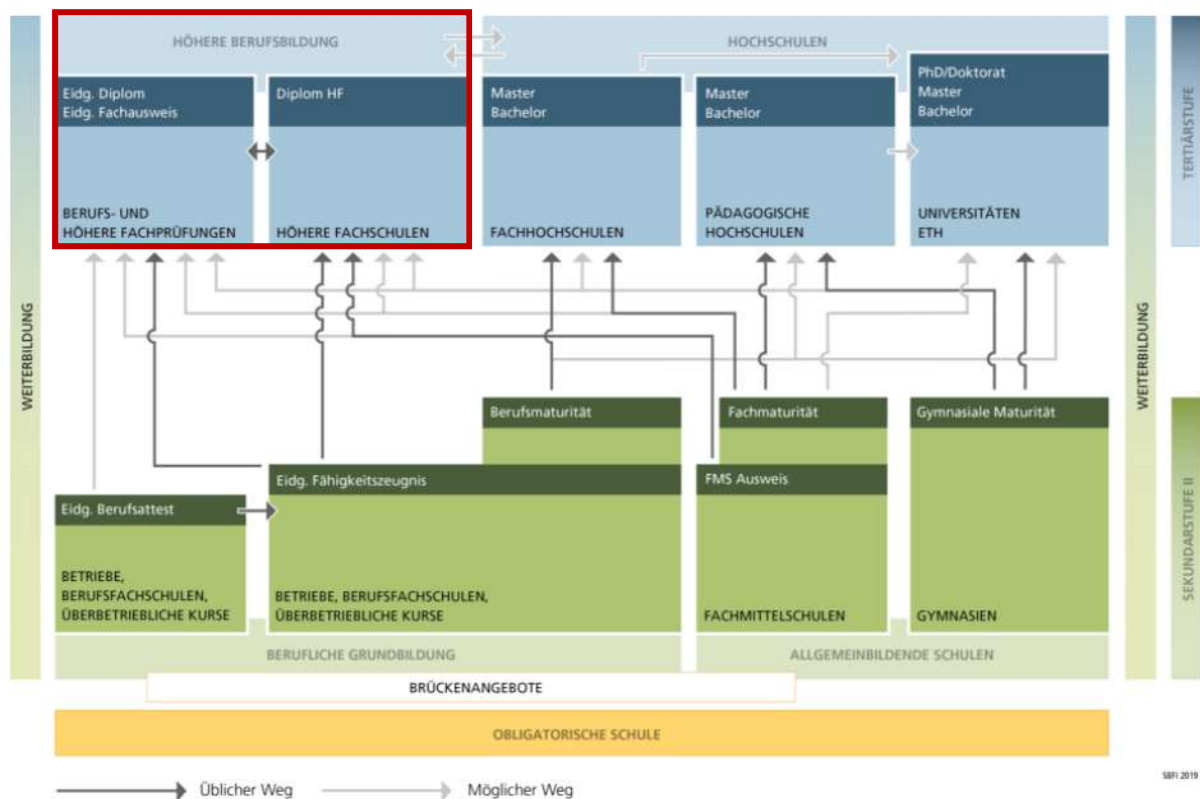 HÖHERE BERUFSBILDUNG
HOCHSCHULEN
Eidg. Diplom
Eidg. Fachausweis
Diplom HF
Master
Bachelor
Master
Bachelor
PhD/Doktorat
Master
Bachelor
BERUFS- UND
HÖHERE FACHPRÜFUNGEN
HÖHERE FACHSCHULEN
FACHHOCHSCHULEN
PÄDAGOGISCHE
HOCHSCHULEN
UNIVERSITÄTEN
ETH
TERTIÄRSTUFE
WEITERBILDUNG
WEITERBILDUNG
Berufsmaturität
Fachmaturität
Gymnasiale Maturität
Eidg. Fähigkeitszeugnis
FMS Ausweis
Eidg. Berufsattest
SEKUNDARSTUFE II
BETRIEBE,
BERUFSFACHSCHULEN,
ÜBERBETRIEBLICHE KURSE
BETRIEBE, BERUFSFACHSCHULEN,
ÜBERBETRIEBLICHE KURSE
FACHMITTELSCHULEN
GYMNASIEN
BERUFLICHE GRUNDBILDUNG
ALLGEMEINBILDENDE SCHULEN
BRÜCKENANGEBOTE
OBLIGATORISCHE SCHULE
Üblicher Weg
Möglicher Weg
SBFI 2019